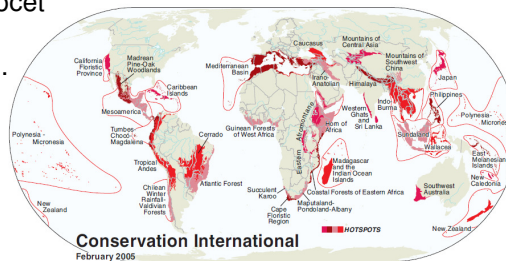 ocet
.
California
Floristic
Province
Madrean
Pine-Oak
Woodlands
Caribbean
Islands
Mesoamerica
Polynesia -
Micronesia
Tumbes
Choco
Magdalena
Tropical
Andes
Cerrado
Atlantic Forest
Chilean
Winter
Rainfall-
Valdivian
Forests
New
Zealand
Mediterranean
Basin
Caucasus
Irano-
Anatolian
Mountains of
Central Asia
Mountains of
Southwest
China
Himalaya
Japan
Guinean Forests
of West Africa
Eastern Afromontane
Horn of
Africa
Western
Ghats
and
Sri Lanka
Indo-
Burma
Philippines
Polynesia-
Sundaland
Wallacea
East
Melanesian
Islands
New
Caledonia
Madagascar
and the
Indian Ocean
Islands
Coastal Forests of Eastern Africa
Succulent
Karoo
Maputaland-
Pondoland-Albany
Cape
Floristic
Region
Southwest
Australia
New Zealand
HOTSPOTS
Conservation International
February 2005